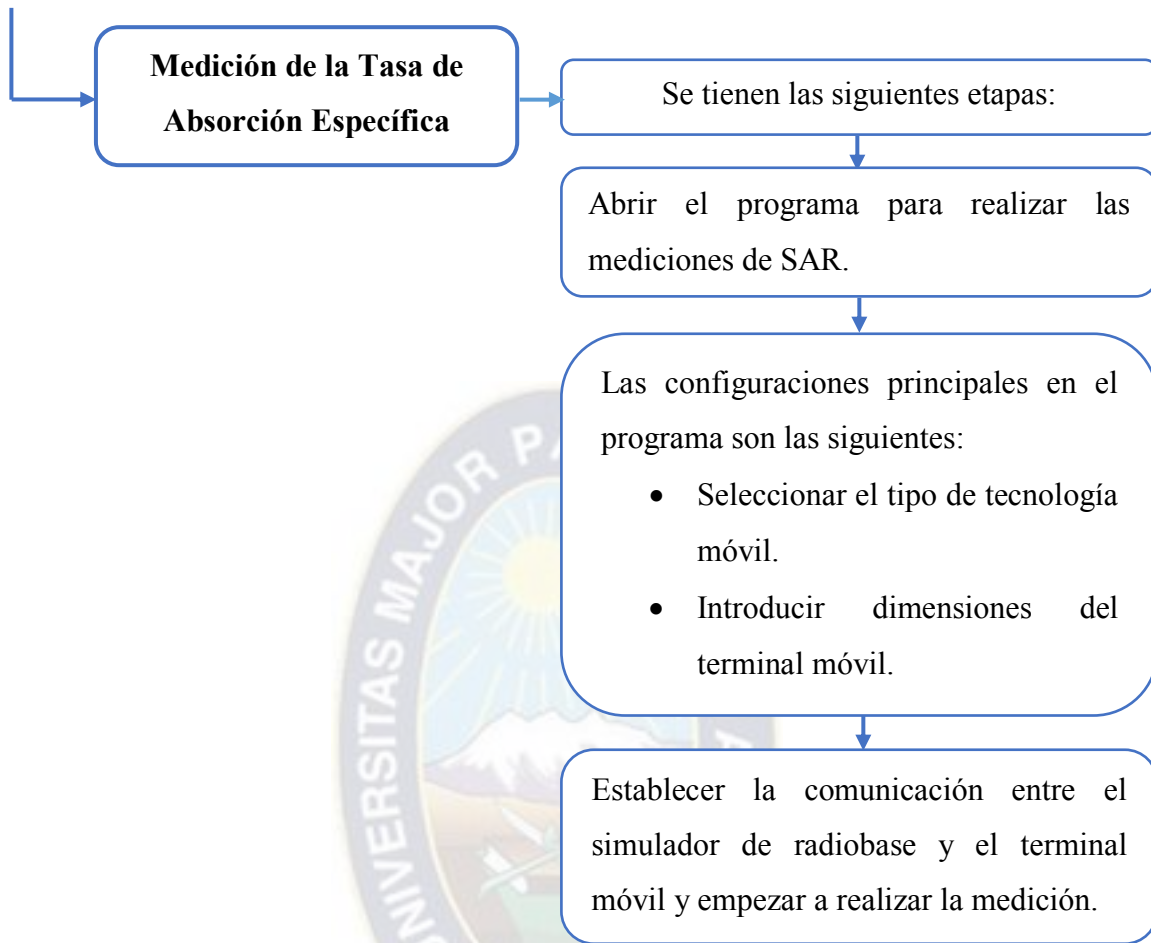 Medición de la Tasa de
Absorción Específica
Se tienen las siguientes etapas:
Abrir el programa para realizar las
mediciones de SAR.
Las configuraciones principales en el
programa son las siguientes:
• Seleccionar el tipo de tecnología
móvil.
• Introducir dimensiones del
terminal móvil.
Establecer la comunicación entre el
simulador de radiobase y el terminal
móvil y empezar a realizar la medición.
UNIVERSITAS MAJOR